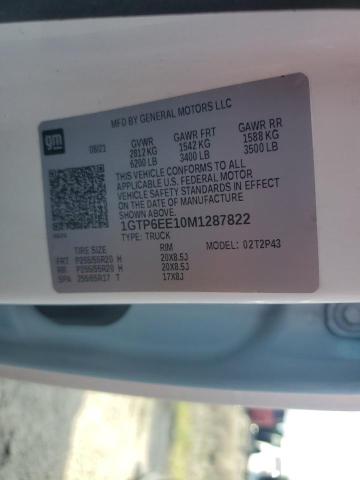 gm
MFD BY GENERAL MOTORS LLC
08/21 GVWR GAWR FRT GAWR RR
2812 KG 1542 KG 1588 KG
6200 LB 3400 LB 3500 LB
THIS VEHICLE CONFORMS TO ALL
APPLICABLE U.S. FEDERAL MOTOR
VEHICLE SAFETY STANDARDS IN EFFECT
ON THE DATE OF MANUFACTURE
1GTP6EE10M1287822
TYPE: TRUCK MODEL: 02T2P43
TIRE SIZE RIM
FRT P255/55R20 H 20X8.5J
RR P255/55R20 H 20X8.5J
SPA 255/65R17 T 17X8J